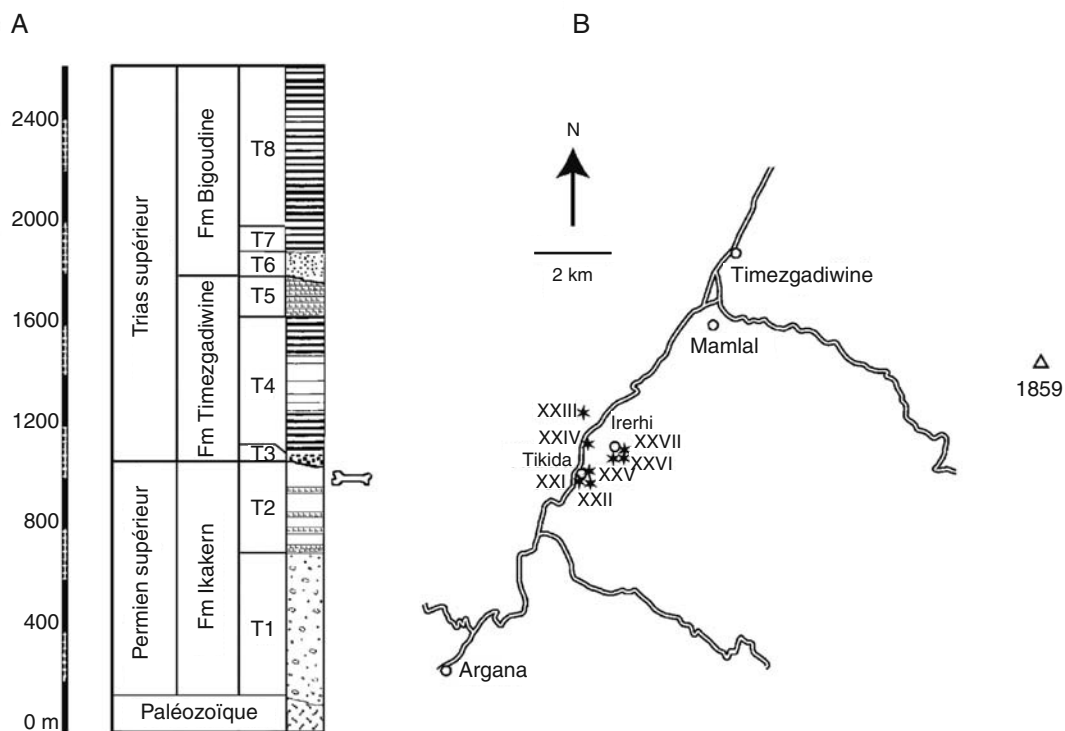 A
2400
2000
1600
1200
800
400
0 m
Trias supérieur
Permien supérieur
Fm Bigoudine
Fm Timezgadiwine
Fm Ikakern
T8
T7
T6
T5
T4
T3
T2
T1
Paléozoïque
B
N
2 km
Timezgadiwine
Mamlal
1859
XXIII
Irerhi
XXIV
XXVII
Tikida
XXVI
XXI
XXV
XXII
Argana